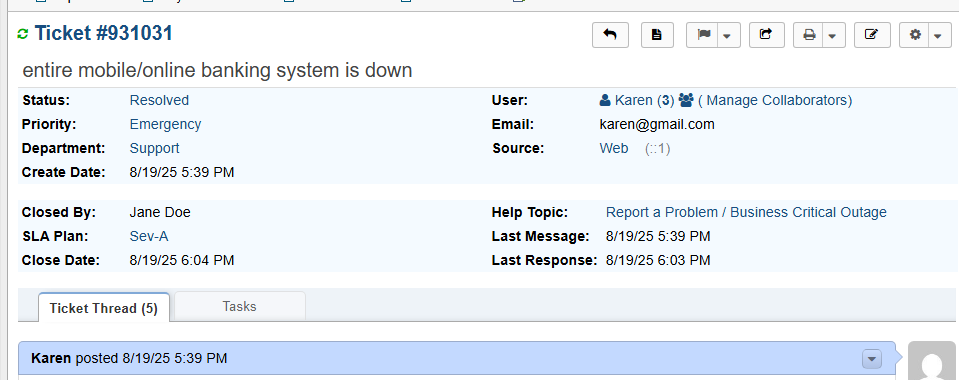 Ticket #931031
entire mobile/online banking system is down
Status: Resolved
Priority: Emergency
Department: Support
Create Date: 8/19/25 5:39 PM
User: Karen (3) ( Manage Collaborators)
Email: karen@gmail.com
Source: Web (::1)
Closed By: Jane Doe
SLA Plan: Sev-A
Close Date: 8/19/25 6:04 PM
Help Topic: Report a Problem / Business Critical Outage
Last Message: 8/19/25 5:39 PM
Last Response: 8/19/25 6:03 PM
Ticket Thread (5) Tasks
Karen posted 8/19/25 5:39 PM